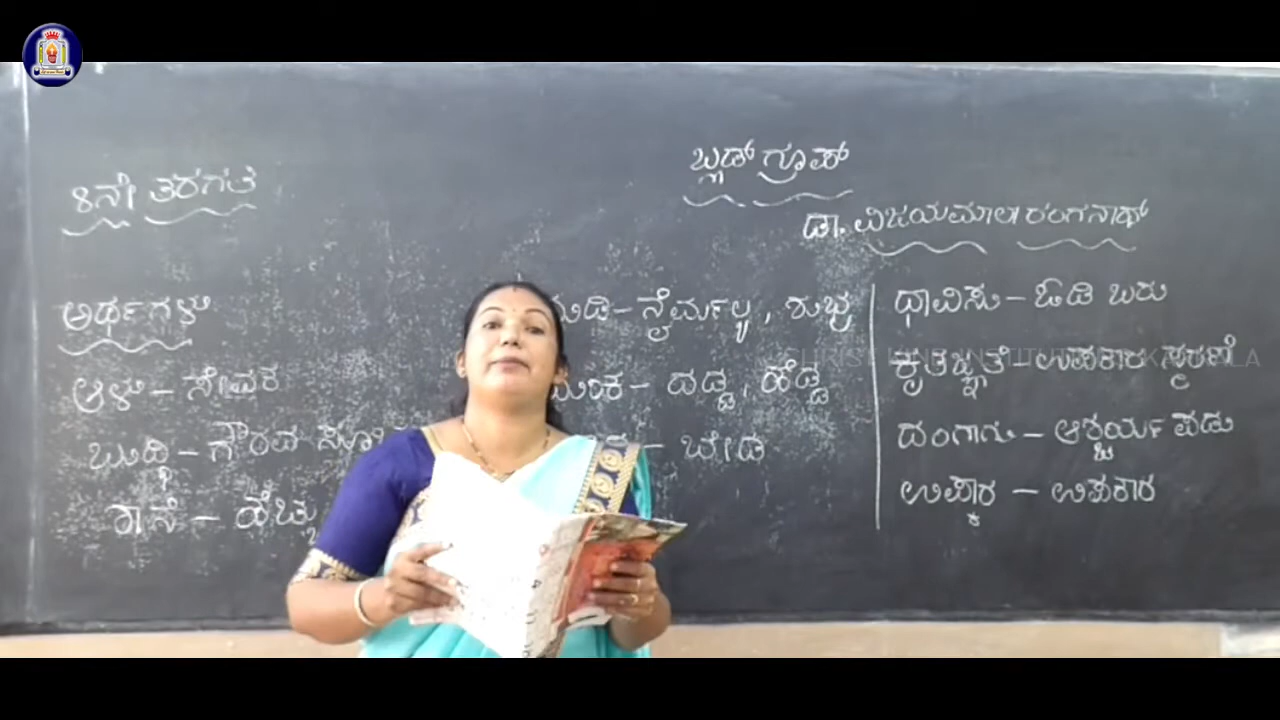 ೮ನೇ ತರಗತಿ
ಬ್ಲಡ್ ಗ್ರೂಪ್
ಡಾ. ವಿಜಯಮಾಲಾ ರಂಗನಾಥ್
ಅರ್ಥಗಳು
ಆಳು – ಸೇವಕ
ಬುದ್ಧಿ – ಗೌರವ
ರಾಸೆ – ಹೆಚ್ಚು
– ನೈರ್ಮಲ್ಯ, ಶುಭ್ರ
– ದಡ್ಡ, ಹೆಡ್ಡ
– ಬೇಡ
ಧಾವಿಸು – ಓಡಿ ಬರು
ಕೃತಜ್ಞತೆ – ಉಪಕಾರ ಸ್ಮರಣೆ
ದಂಗಾಗು – ಆಶ್ಚರ್ಯ ಪಡು
ಉಪ್ಕಾರ – ಉಪಕಾರ